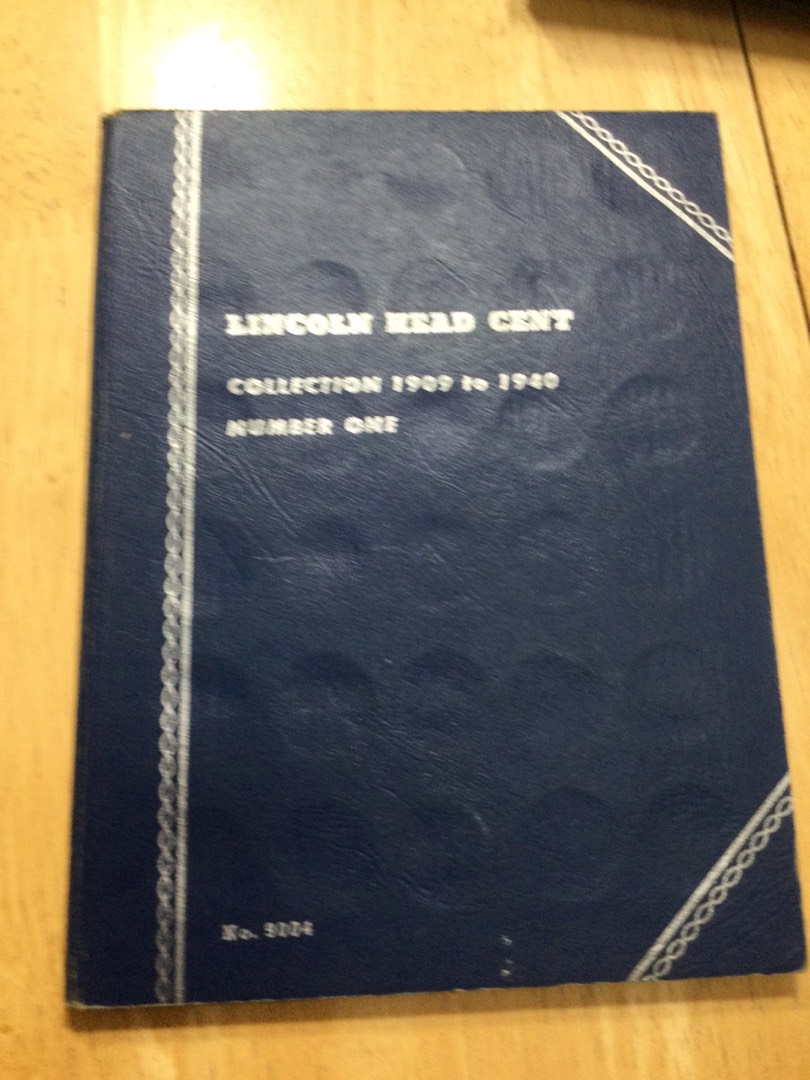 LINCOLN HEAD CENT
COLLECTION 1909 to 1940
NUMBER ONE
No. 9004